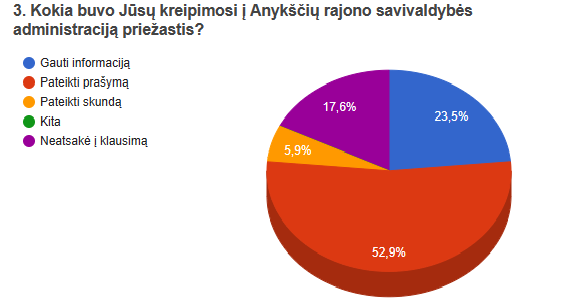 3. Kokia buvo Jūsų kreipimosi į Anykščių rajono savivaldybės
administraciją priežastis?
Gauti informaciją
Pateikti prašymą
Pateikti skundą
Kita
Neatsakė į klausimą
17,6%
23,5%
5,9%
52,9%